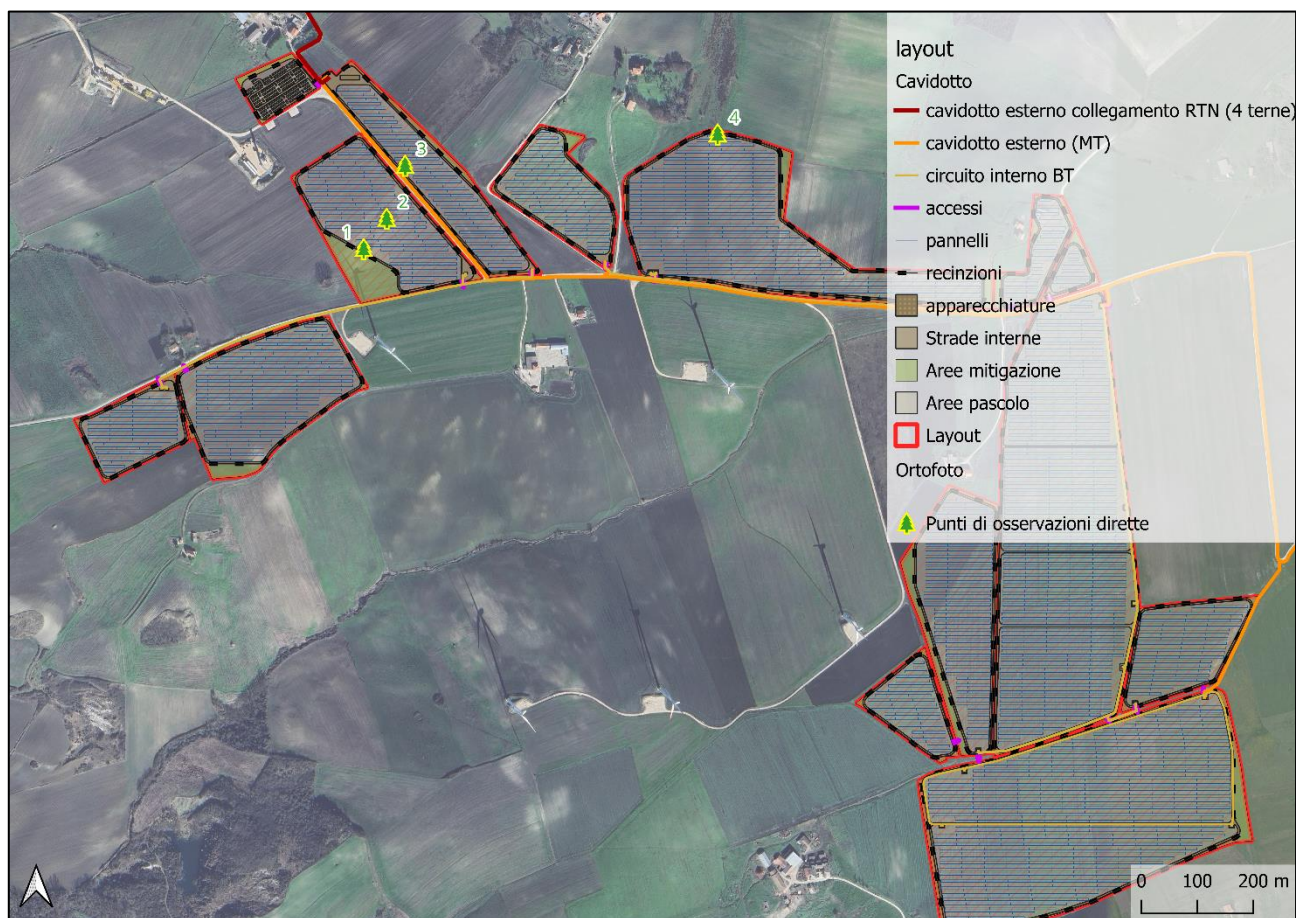 layout
Cavidotto
cavidotto esterno collegamento RTN (4 terne)
cavidotto esterno (MT)
circuito interno BT
accessi
pannelli
recinzioni
apparecchiature
Strade interne
Aree mitigazione
Aree pascolo
Layout
Ortofoto
Punti di osservazioni dirette
4
3
2
1
0 100 200 m